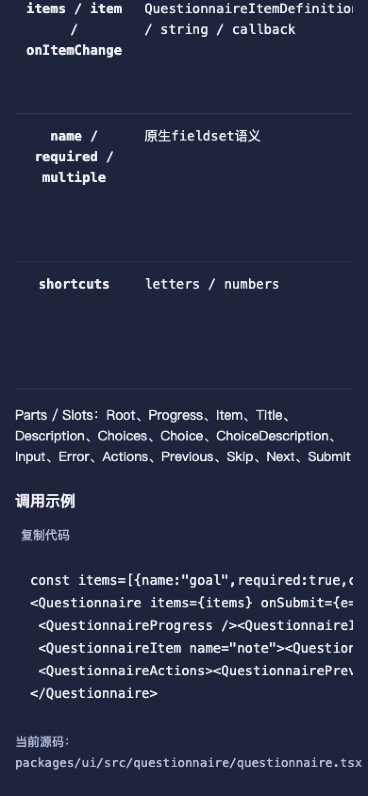 items / item QuestionnaireItemDefinition
/ / string / callback
onItemChange
name / 原生fieldset语义
required /
multiple
shortcuts letters / numbers
Parts / Slots：Root、Progress、Item、Title、
Description、Choices、Choice、ChoiceDescription、
Input、Error、Actions、Previous、Skip、Next、Submit
调用示例
复制代码
const items=[{name:"goal",required:true,c
<Questionnaire items={items} onSubmit={e=
<QuestionnaireProgress /><QuestionnaireI
<QuestionnaireItem name="note"><Question
<QuestionnaireActions><QuestionnairePrev
</Questionnaire>
当前源码：
packages/ui/src/questionnaire/questionnaire.tsx